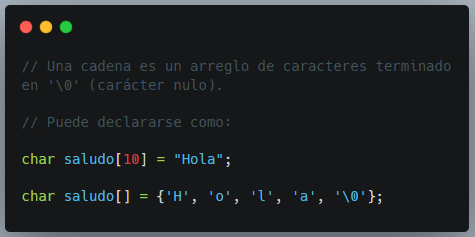 // Una cadena es un arreglo de caracteres terminado
en '\0' (carácter nulo).
// Puede declararse como:
char saludo[10] = "Hola";
char saludo[] = {'H', 'o', 'l', 'a', '\0'};